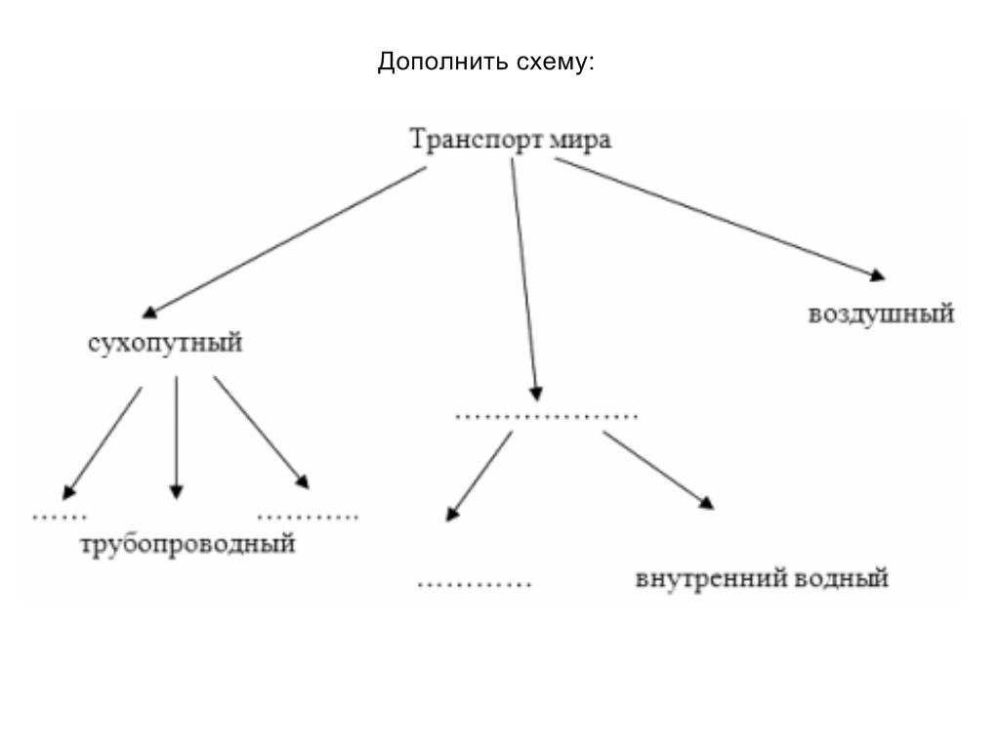 Дополнить схему:
Транспорт мира
воздушный
сухопутный
………………….
…… ………..
трубопроводный
………… внутренний водный